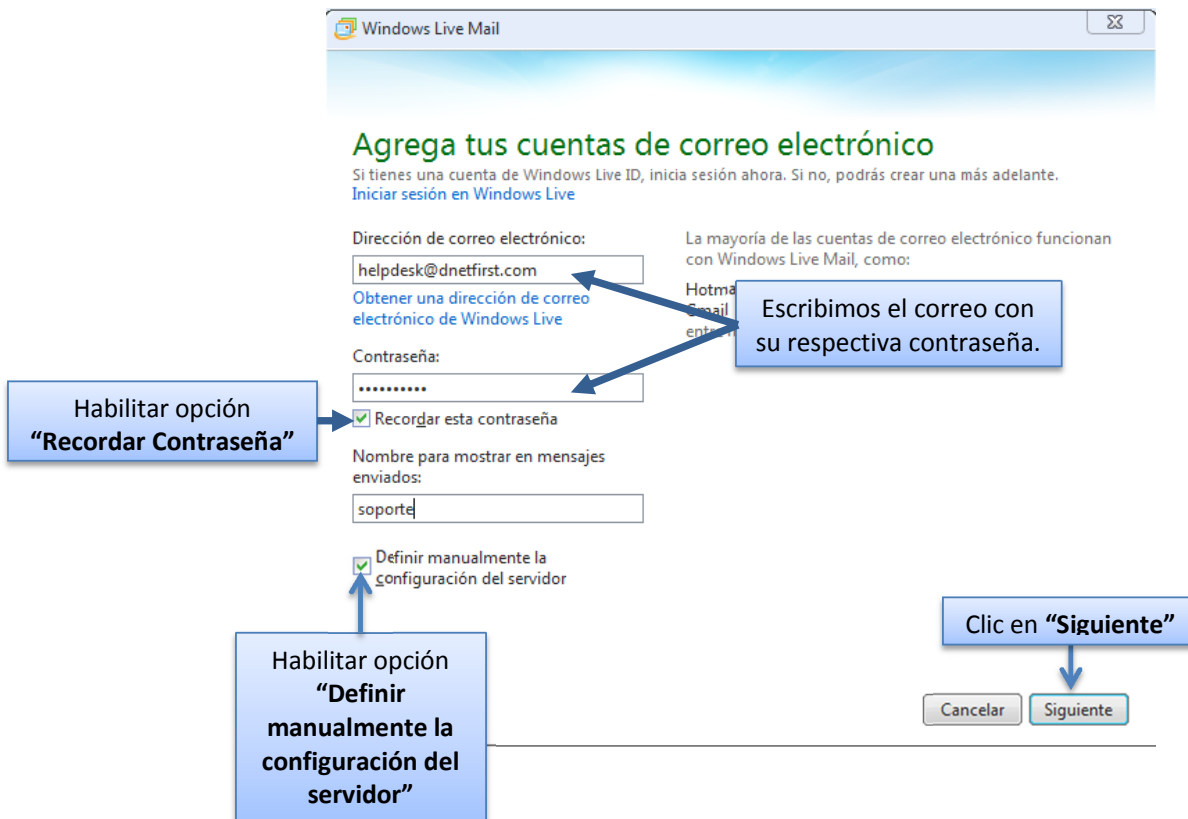 Windows Live Mail
Agrega tus cuentas de correo electrónico
Si tienes una cuenta de Windows Live ID, inicia sesión ahora. Si no, podrás crear una más adelante.
Iniciar sesión en Windows Live
Dirección de correo electrónico:
helpdesk@dnetfirst.com
Obtener una dirección de correo
electrónico de Windows Live
Contraseña:
••••••••••
Recordar esta contraseña
Nombre para mostrar en mensajes
enviados:
soporte
Definir manualmente la
configuración del servidor
La mayoría de las cuentas de correo electrónico funcionan
con Windows Live Mail, como:
Gmail
Escribimos el correo con
su respectiva contraseña.
Habilitar opción
“Recordar Contraseña”
Habilitar opción
“Definir
manualmente la
configuración del
servidor”
Clic en “Siguiente”
Cancelar
Siguiente